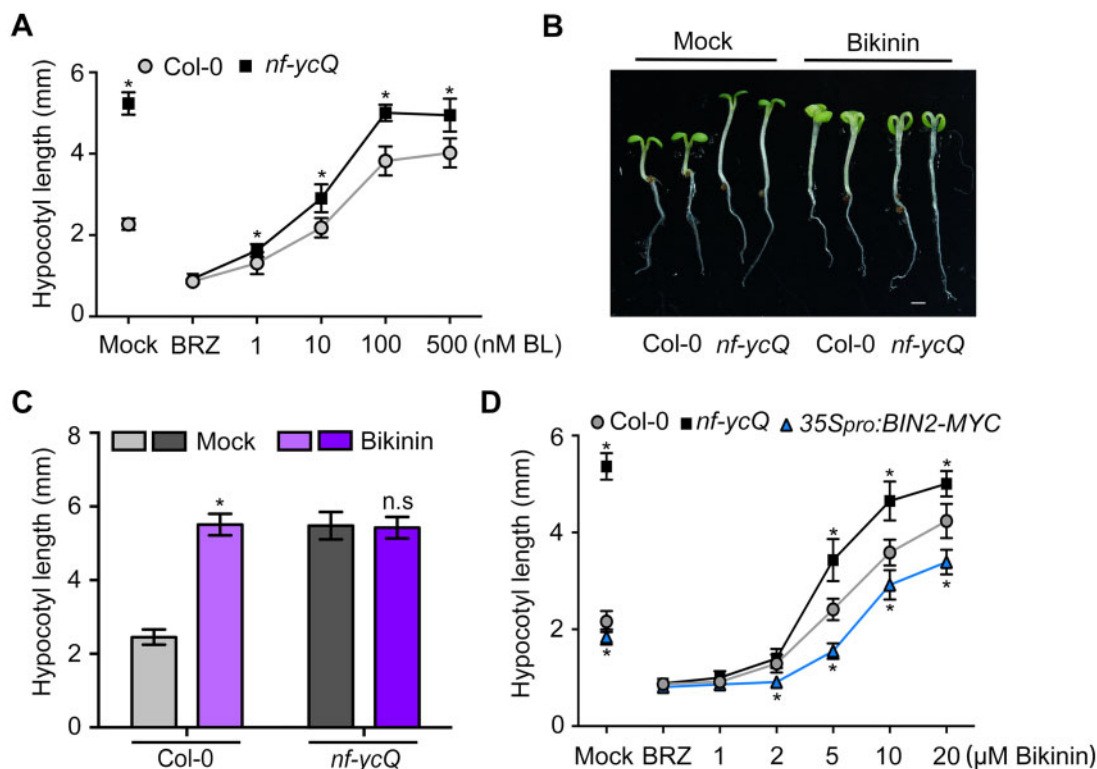 A
Col-0 nf-ycQ
Hypocotyl length (mm)
6
4
2
0
* * * * *
Mock BRZ 1 10 100 500 (nM BL)
B
Mock Bikinin
Col-0 nf-ycQ Col-0 nf-ycQ
C
Hypocotyl length (mm)
8
6
4
2
0
Mock Bikinin
* n.s
Col-0 nf-ycQ
D
Col-0 nf-ycQ 35Spro:BIN2-MYC
Hypocotyl length (mm)
6
4
2
0
* * * *
* * * * *
Mock BRZ 1 2 5 10 20 (µM Bikinin)